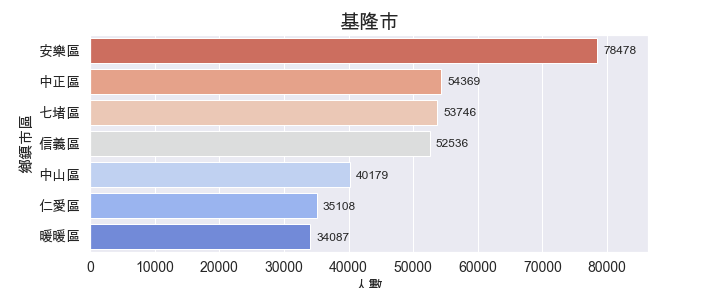 基隆市
安樂區 78478
中正區 54369
七堵區 53746
信義區 52536
中山區 40179
仁愛區 35108
暖暖區 34087
鄉鎮市區
0 10000 20000 30000 40000 50000 60000 70000 80000
人數